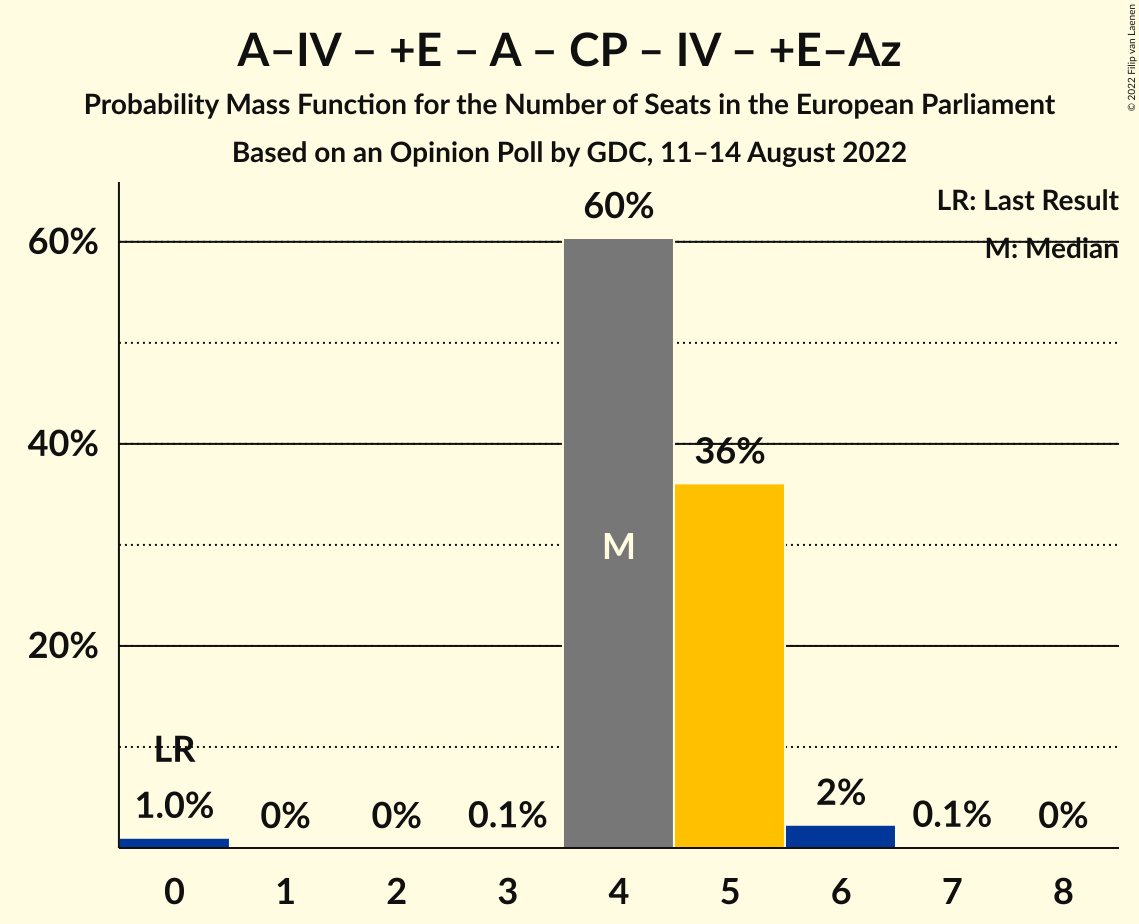 A–IV – +E – A – CP – IV – +E–Az
Probability Mass Function for the Number of Seats in the European Parliament
Based on an Opinion Poll by GDC, 11–14 August 2022
© 2022 Filip van Laenen
LR: Last Result
M: Median
60%
40%
20%
LR
1.0%
0%
0%
0.1%
60%
M
36%
2%
0.1%
0%
0 1 2 3 4 5 6 7 8